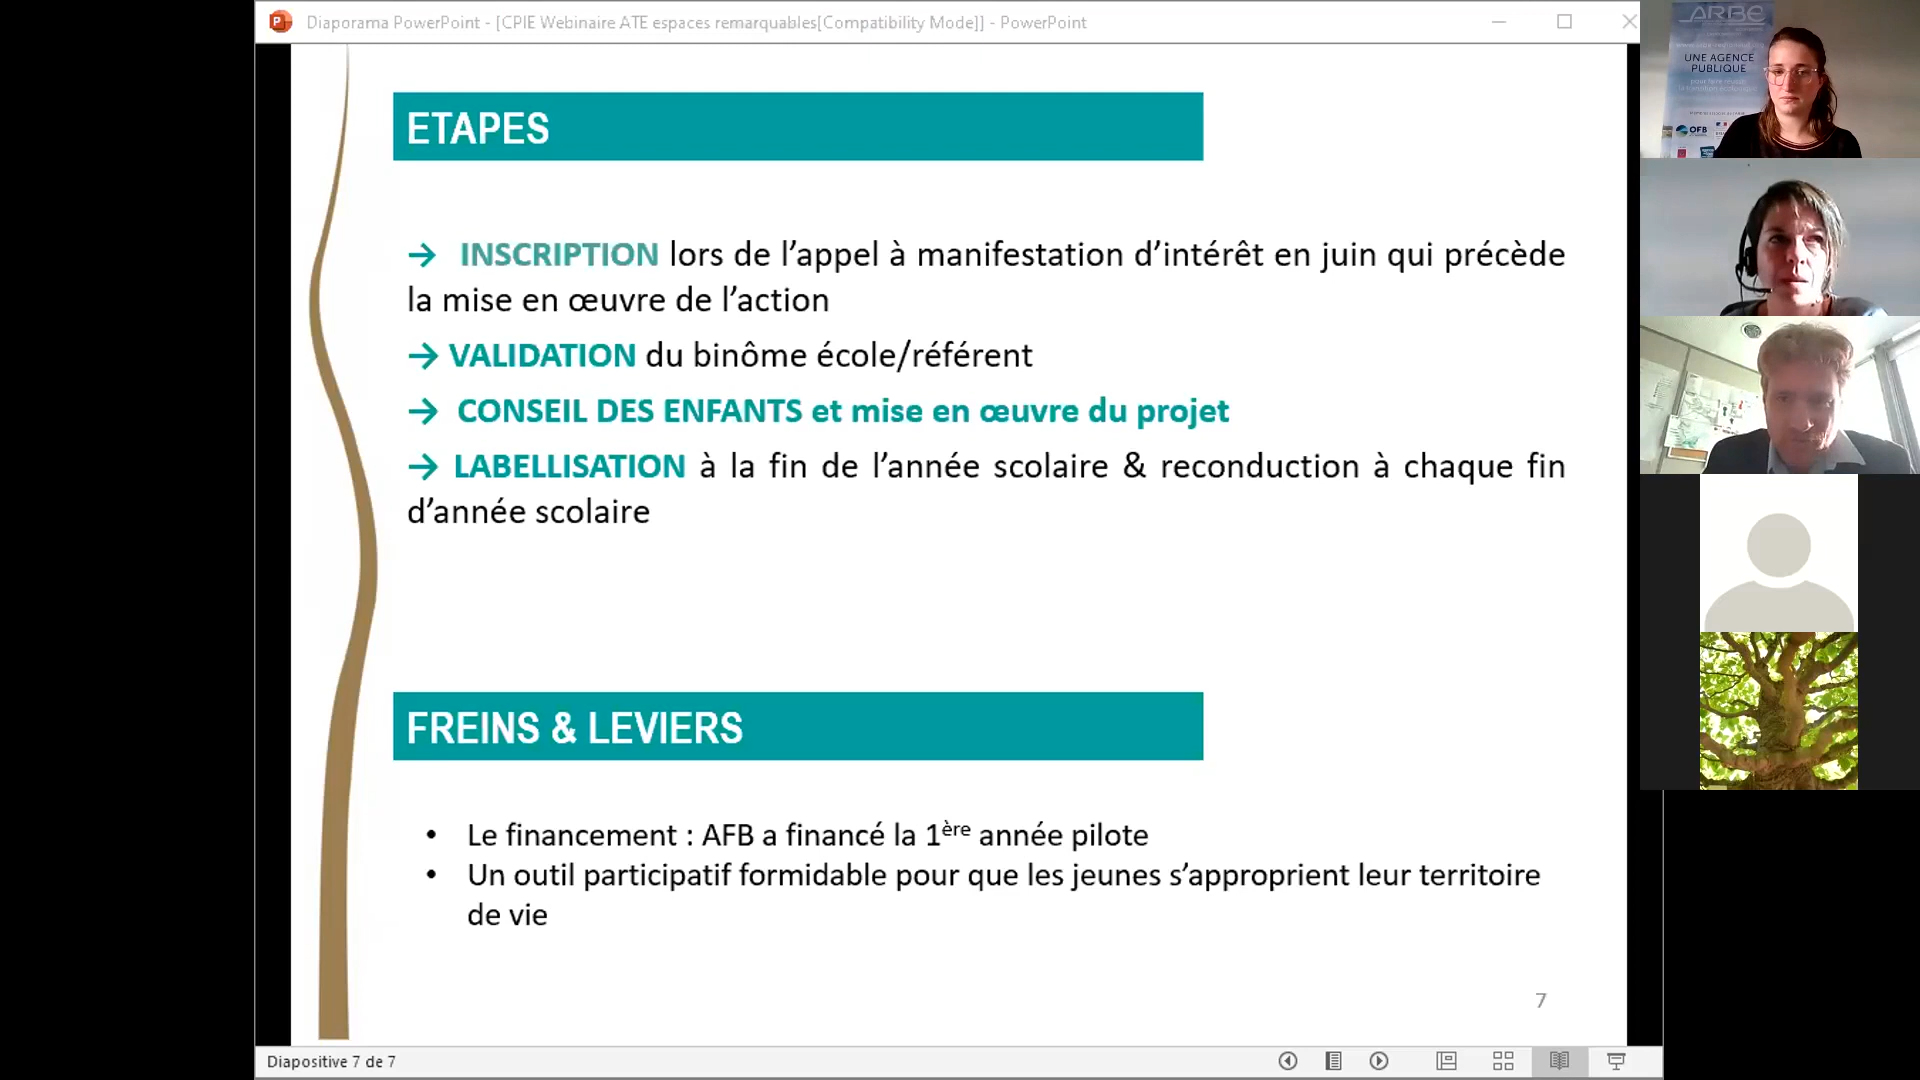 Diaporama PowerPoint - [CPIE Webinaire ATE espaces remarquables[Compatibility Mode]] - PowerPoint
ETAPES
→ INSCRIPTION lors de l’appel à manifestation d’intérêt en juin qui précède
la mise en œuvre de l’action
→ VALIDATION du binôme école/référent
→ CONSEIL DES ENFANTS et mise en œuvre du projet
→ LABELLISATION à la fin de l’année scolaire & reconduction à chaque fin
d’année scolaire
FREINS & LEVIERS
• Le financement : AFB a financé la 1ère année pilote
• Un outil participatif formidable pour que les jeunes s’approprient leur territoire
de vie
7
Diapositive 7 de 7
ARBE
UNE AGENCE
PUBLIQUE
OFB